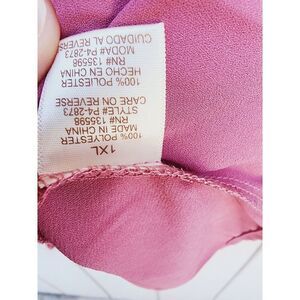 1XL
100% POLYESTER
MADE IN CHINA
RN# 135598
STYLE# P4-2873
CARE ON REVERSE
100% POLIESTER
HECHO EN CHINA
RN# 135598
MODA# P4-2873
CUIDADO AL REVERSE